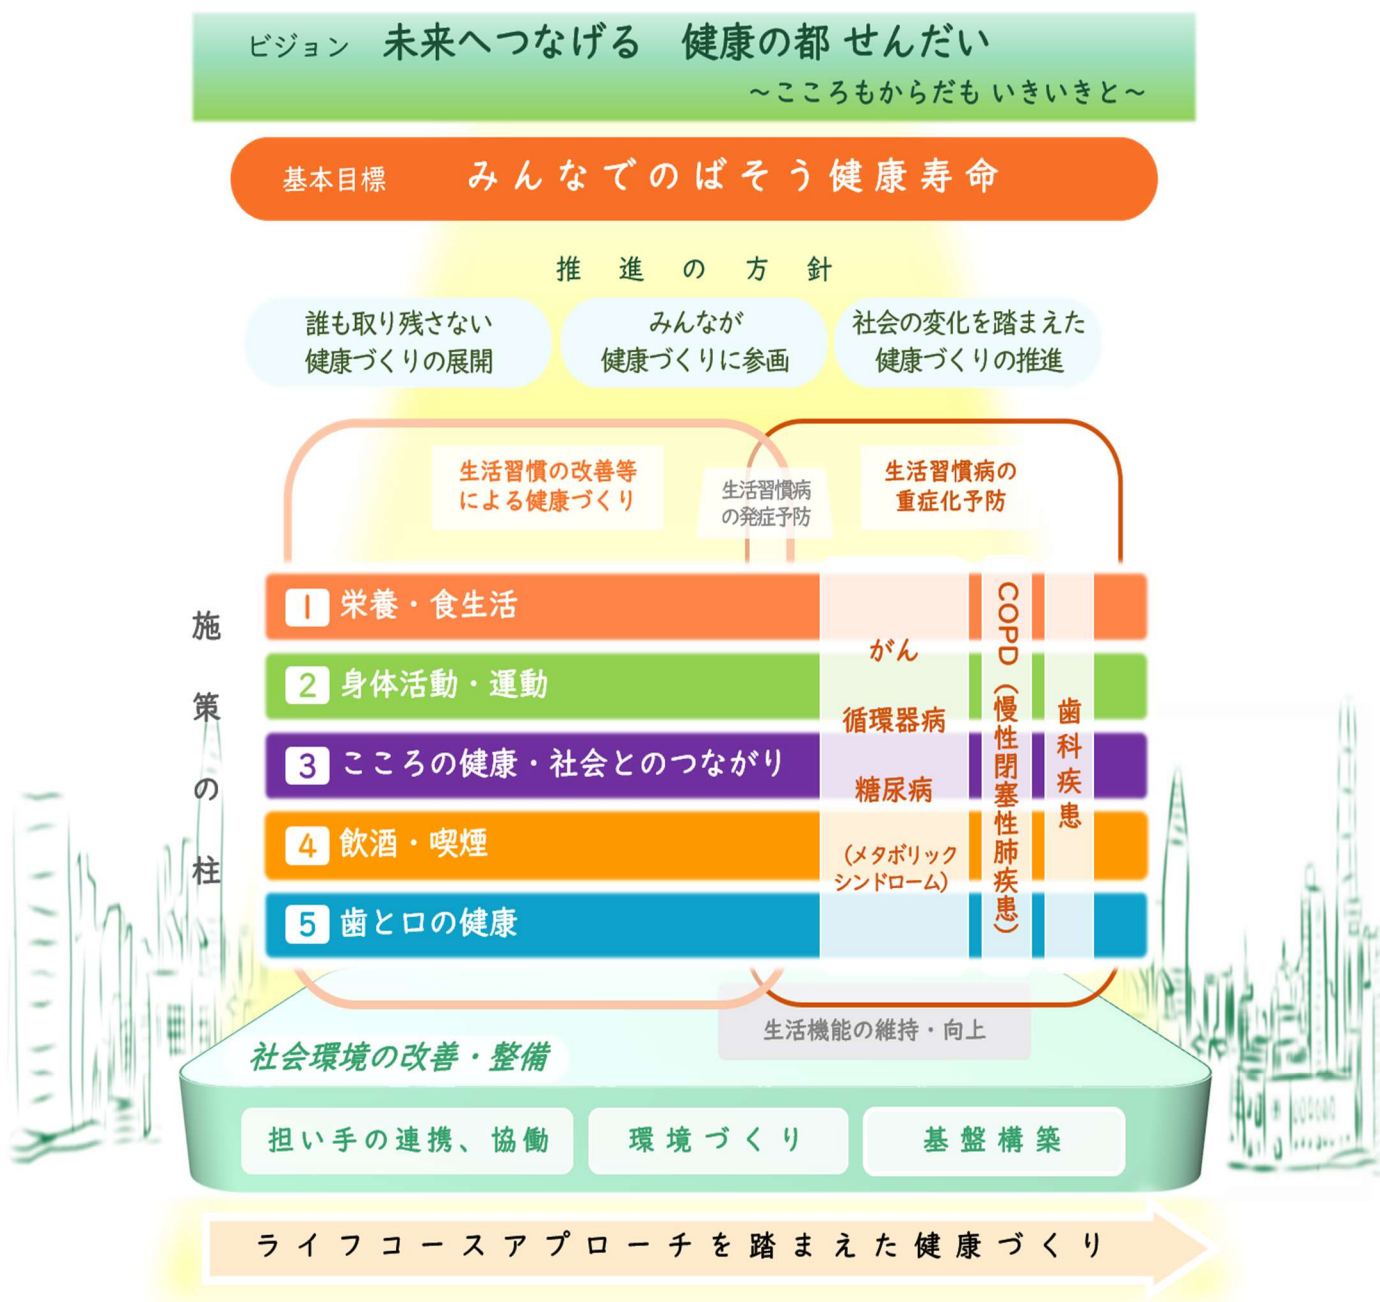 ビジョン 未来へつなげる 健康の都 せんだい
～こころもからだも いきいきと～
基本目標 みんなでのばそう健康寿命
推進の方針
誰も取り残さない
健康づくりの展開
みんなが
健康づくりに参画
社会の変化を踏まえた
健康づくりの推進
生活習慣の改善等
による健康づくり
生活習慣病
の発症予防
生活習慣病の
重症化予防
施策の柱
1 栄養・食生活
2 身体活動・運動
3 こころの健康・社会とのつながり
4 飲酒・喫煙
5 歯と口の健康
がん
循環器病
糖尿病
（メタボリック
シンドローム）
COPD（慢性閉塞性肺疾患）
歯科疾患
生活機能の維持・向上
社会環境の改善・整備
担い手の連携、協働
環境づくり
基盤構築
ライフコースアプローチを踏まえた健康づくり